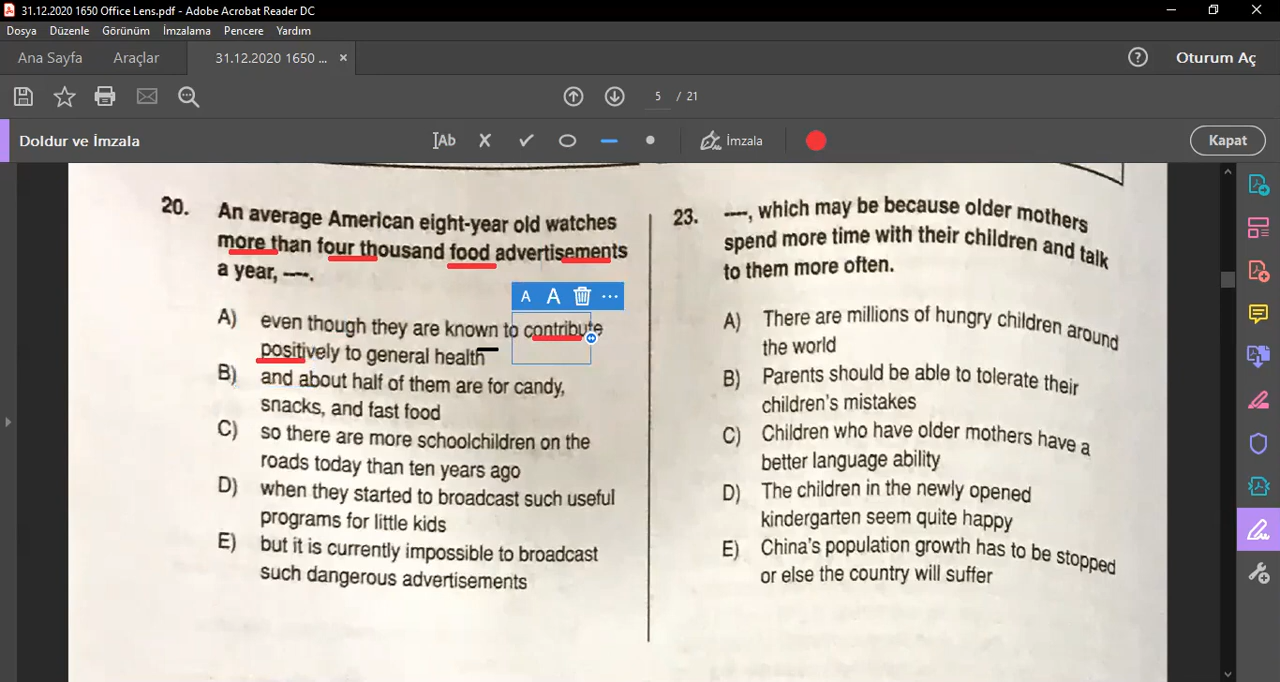 31.12.2020 1650 Office Lens.pdf - Adobe Acrobat Reader DC
Dosya Düzenle Görünüm İmzalama Pencere Yardım
Ana Sayfa Araçlar 31.12.2020 1650 ... × ? Oturum Aç
5 / 21
Doldur ve İmzala IAb İmzala Kapat
20. An average American eight-year old watches
more than four thousand food advertisements
a year, ----.
A A ...
A) even though they are known to contribute
positively to general health
B) and about half of them are for candy,
snacks, and fast food
C) so there are more schoolchildren on the
roads today than ten years ago
D) when they started to broadcast such useful
programs for little kids
E) but it is currently impossible to broadcast
such dangerous advertisements
23. ----, which may be because older mothers
spend more time with their children and talk
to them more often.
A) There are millions of hungry children around
the world
B) Parents should be able to tolerate their
children's mistakes
C) Children who have older mothers have a
better language ability
D) The children in the newly opened
kindergarten seem quite happy
E) China's population growth has to be stopped
or else the country will suffer